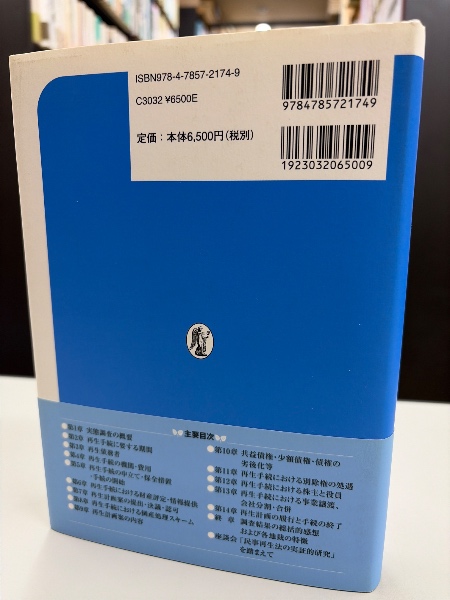 ISBN978-4-7857-2174-9
C3032 ¥6500E
定価：本体6,500円(税別)
9784785721749
1923032065009
主要目次
第1章 実態調査の概要
第2章 再生手続に要する期間
第3章 再生債務者
第4章 再生手続の機関・費用
第5章 再生手続の申立て・保全措置
・手続の開始
第6章 再生手続における財産評定・情報提供
第7章 再生計画案の提出・決議・認可
第8章 再生手続における倒産処理スキーム
第9章 再生計画案の内容
第10章 共益債権・少額債権・債権の
劣後化等
第11章 再生手続における別除権の処遇
第12章 再生手続における株主と役員
第13章 再生手続における事業譲渡、
会社分割・合併
第14章 再生計画の履行と手続の終了
終章 調査結果の総括的感想
および各地裁の特徴
座談会「民事再生法の実証的研究」
を踏まえて